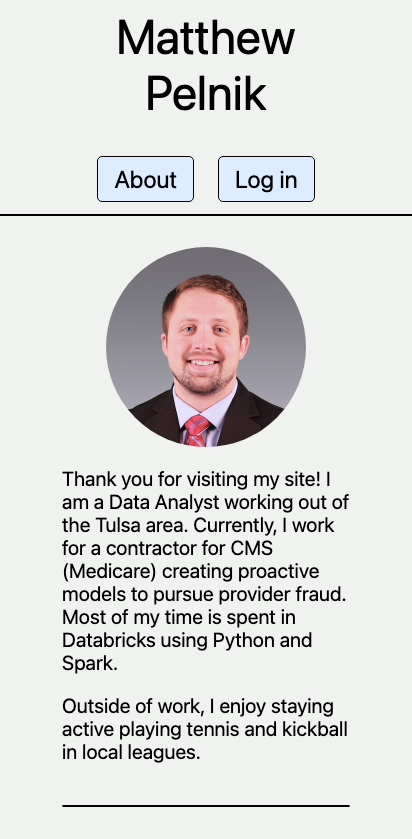 Matthew
Pelnik
About
Log in
Thank you for visiting my site! I
am a Data Analyst working out of
the Tulsa area. Currently, I work
for a contractor for CMS
(Medicare) creating proactive
models to pursue provider fraud.
Most of my time is spent in
Databricks using Python and
Spark.
Outside of work, I enjoy staying
active playing tennis and kickball
in local leagues.